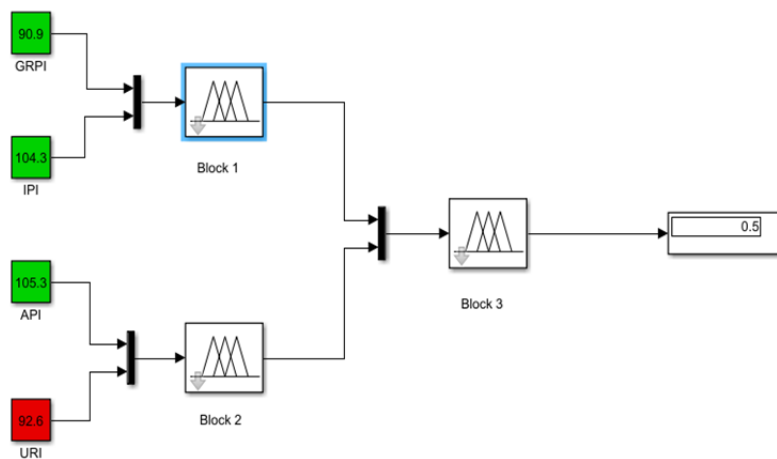 90.9
GRPI
104.3
IPI
Block 1
105.3
API
92.6
URI
Block 2
Block 3
0.5